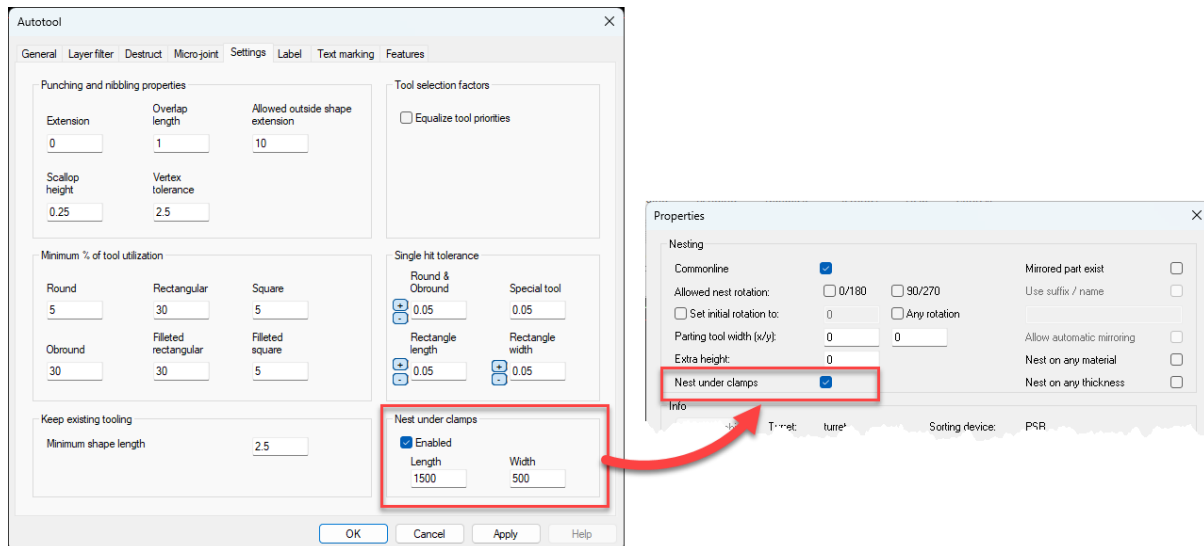 Autotool
General Layer filter Destruct Micro-joint Settings Label Text marking Features
Punching and nibbling properties
Extension
Overlap
length
Allowed outside shape
extension
0
1
10
Scallop
height
Vertex
tolerance
0.25
2.5
Tool selection factors
Equalize tool priorities
Minimum % of tool utilization
Round
Rectangular
Square
5
30
5
Obround
Filleted
rectangular
Filleted
square
30
30
5
Single hit tolerance
Round &
Obround
Special tool
+
-
0.05
0.05
Rectangle
length
Rectangle
width
+
-
0.05
+
-
0.05
Keep existing tooling
Minimum shape length
2.5
Nest under clamps
Enabled
Length
Width
1500
500
OK
Cancel
Apply
Help
Properties
Nesting
Commonline
Mirrored part exist
Allowed nest rotation:
0/180
90/270
Use suffix / name
Set initial rotation to:
0
Any rotation
Parting tool width (x/y):
0
0
Allow automatic mirroring
Extra height:
0
Nest on any material
Nest under clamps
Nest on any thickness
Info
Turret:
turret
Sorting device:
PSR